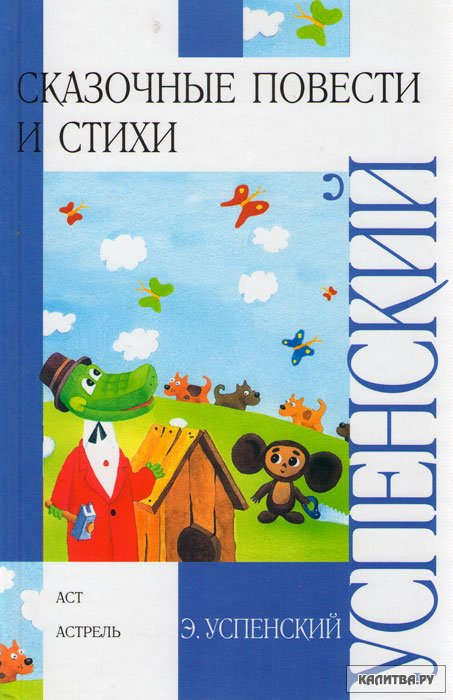 СКАЗОЧНЫЕ ПОВЕСТИ
И СТИХИ
УСПЕНСКИЙ
АСТ
АСТРЕЛЬ
Э. УСПЕНСКИЙ
КАЛИТВА.РУ